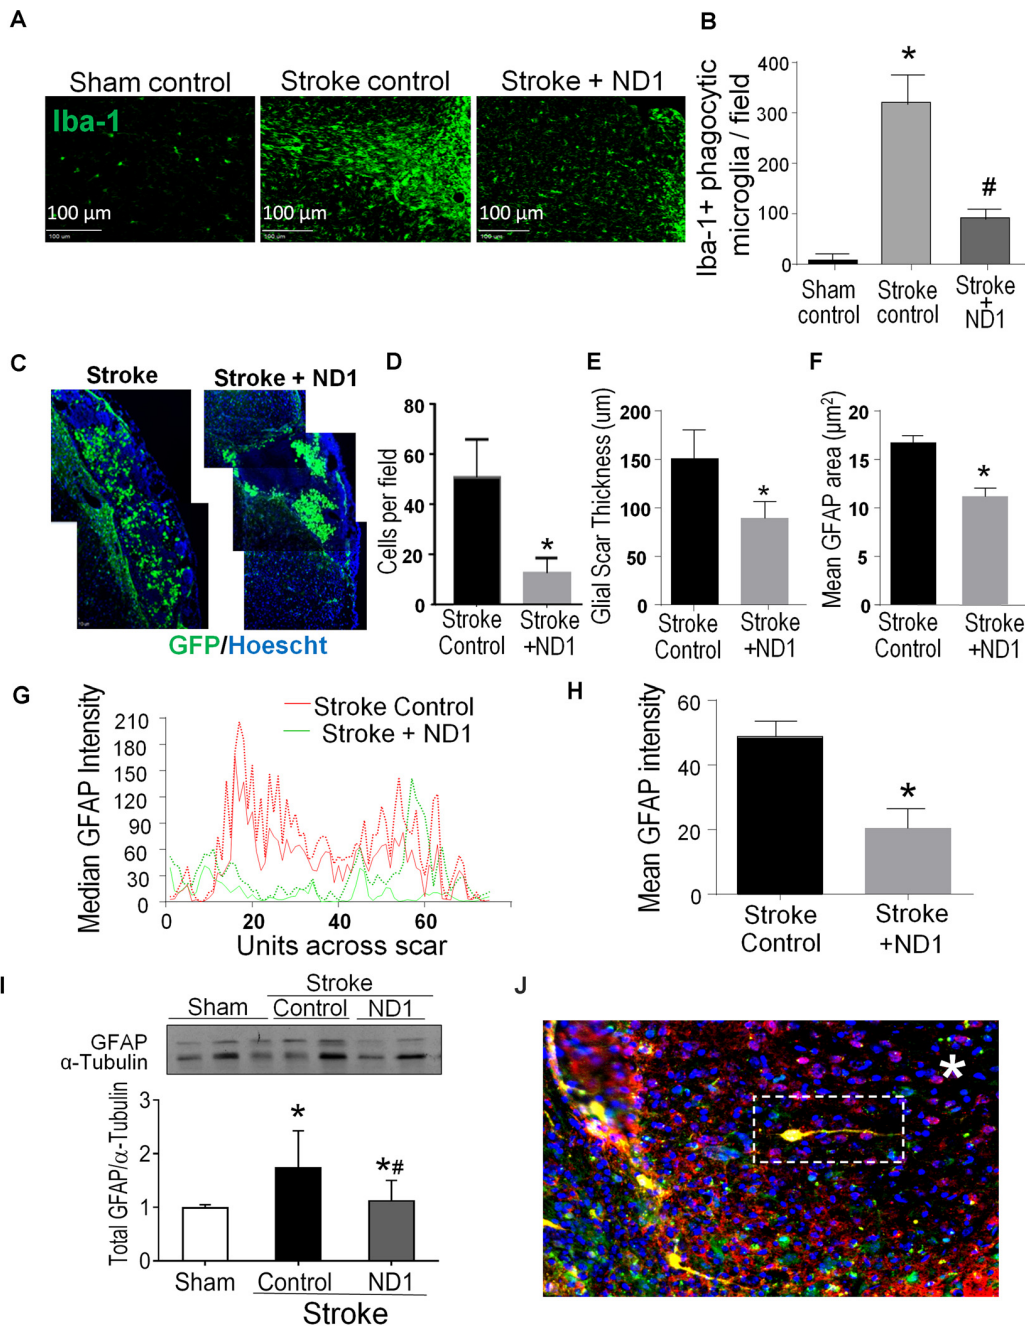 A
Sham control
Stroke control
Stroke + ND1
Iba-1
100 µm
100 µm
100 µm
100 um
100 um
100 um
B
Iba-1+ phagocytic
microglia / field
400
300
200
100
0
*
#
Sham
control
Stroke
control
Stroke
+
ND1
C
Stroke
Stroke + ND1
GFP/Hoescht
D
Cells per field
80
60
40
20
0
*
Stroke
Control
Stroke
+ND1
E
Glial Scar Thickness (um)
200
150
100
50
0
*
Stroke
Control
Stroke
+ND1
F
Mean GFAP area (µm²)
20
15
10
5
0
*
Stroke
Control
Stroke
+ND1
G
Median GFAP Intensity
210
180
150
120
90
60
30
0
Stroke Control
Stroke + ND1
20
40
60
Units across scar
H
Mean GFAP intensity
60
40
20
0
*
Stroke
Control
Stroke
+ND1
I
Stroke
Sham
Control
ND1
GFAP
α-Tubulin
Total GFAP/α-Tubulin
3
2
1
0
*
*#
Sham
Control
ND1
Stroke
J
*